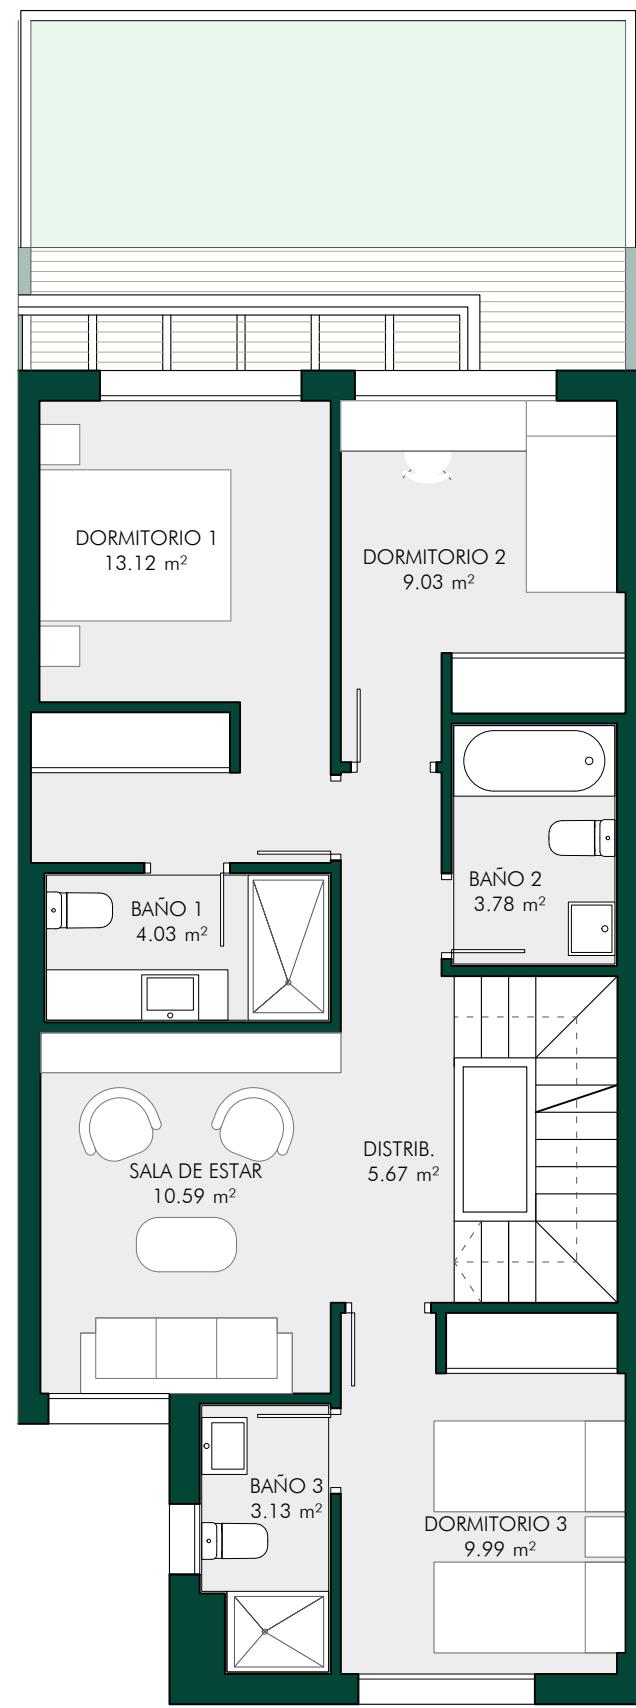 DORMITORIO 1
13.12 m²
DORMITORIO 2
9.03 m²
BAÑO 1
4.03 m²
BAÑO 2
3.78 m²
SALA DE ESTAR
10.59 m²
DISTRIB.
5.67 m²
BAÑO 3
3.13 m²
DORMITORIO 3
9.99 m²